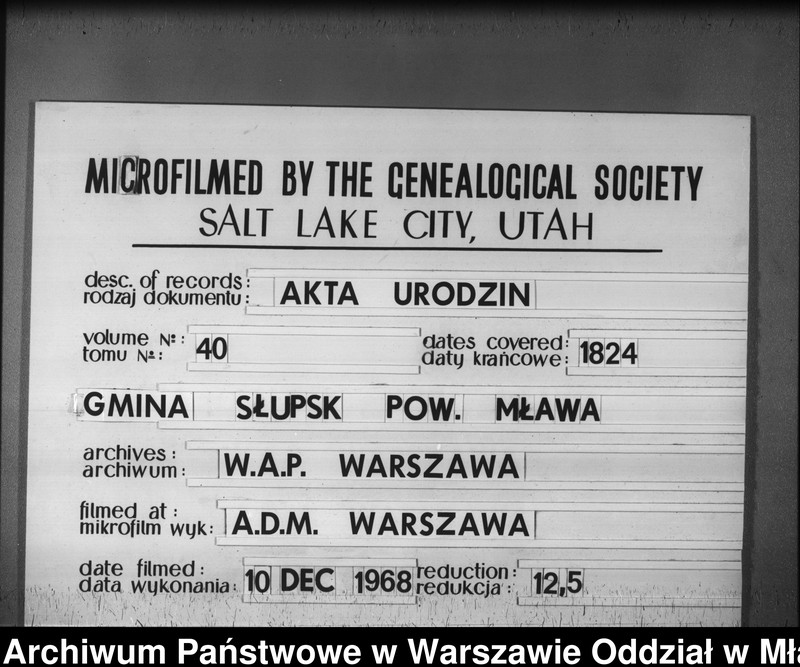 MICROFILMED BY THE GENEALOGICAL SOCIETY
SALT LAKE CITY, UTAH
desc. of records:
rodzaj dokumentu:
AKTA URODZIN
volume №:
tomu №:
40
dates covered:
daty krańcowe:
1824
GMINA SŁUPSK POW. MŁAWA
archives:
archiwum:
W.A.P. WARSZAWA
filmed at:
mikrofilm wyk:
A.D.M. WARSZAWA
date filmed:
data wykonania:
10 DEC 1968
reduction:
redukcja:
12,5
Archiwum Państwowe w Warszawie Oddział w Mł